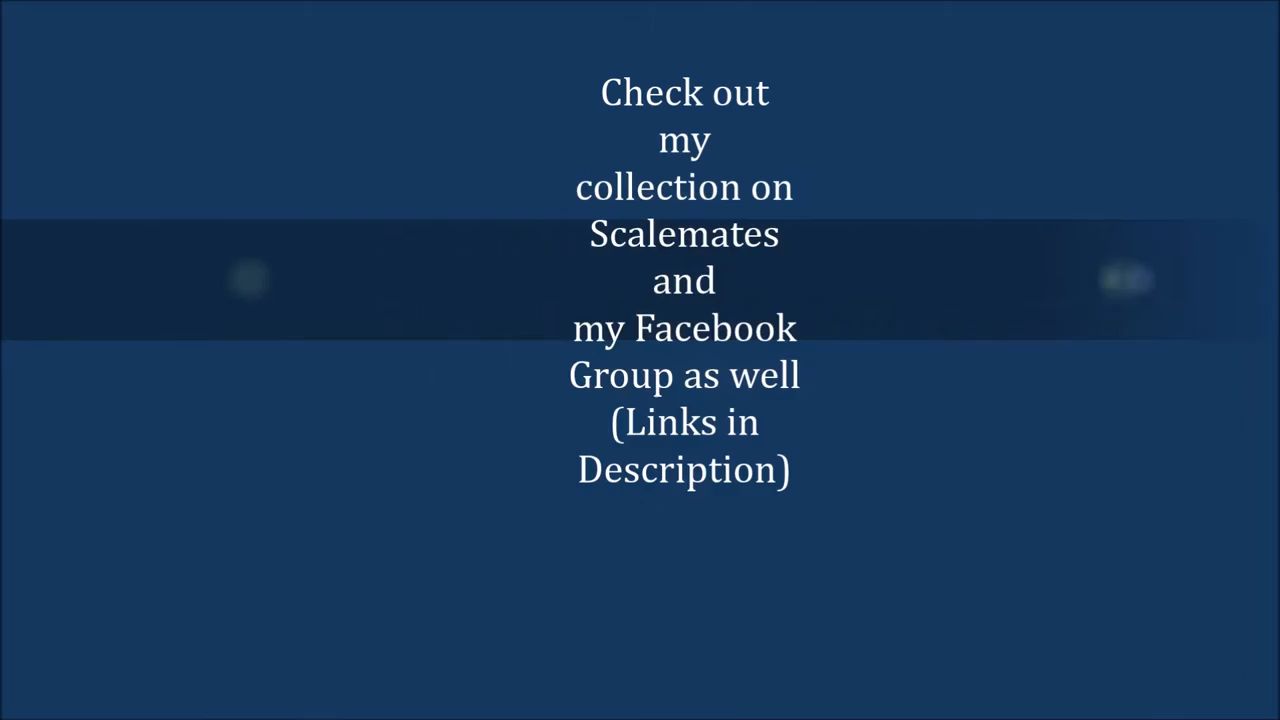 Check out
my
collection on
Scalemates
and
my Facebook
Group as well
(Links in
Description)